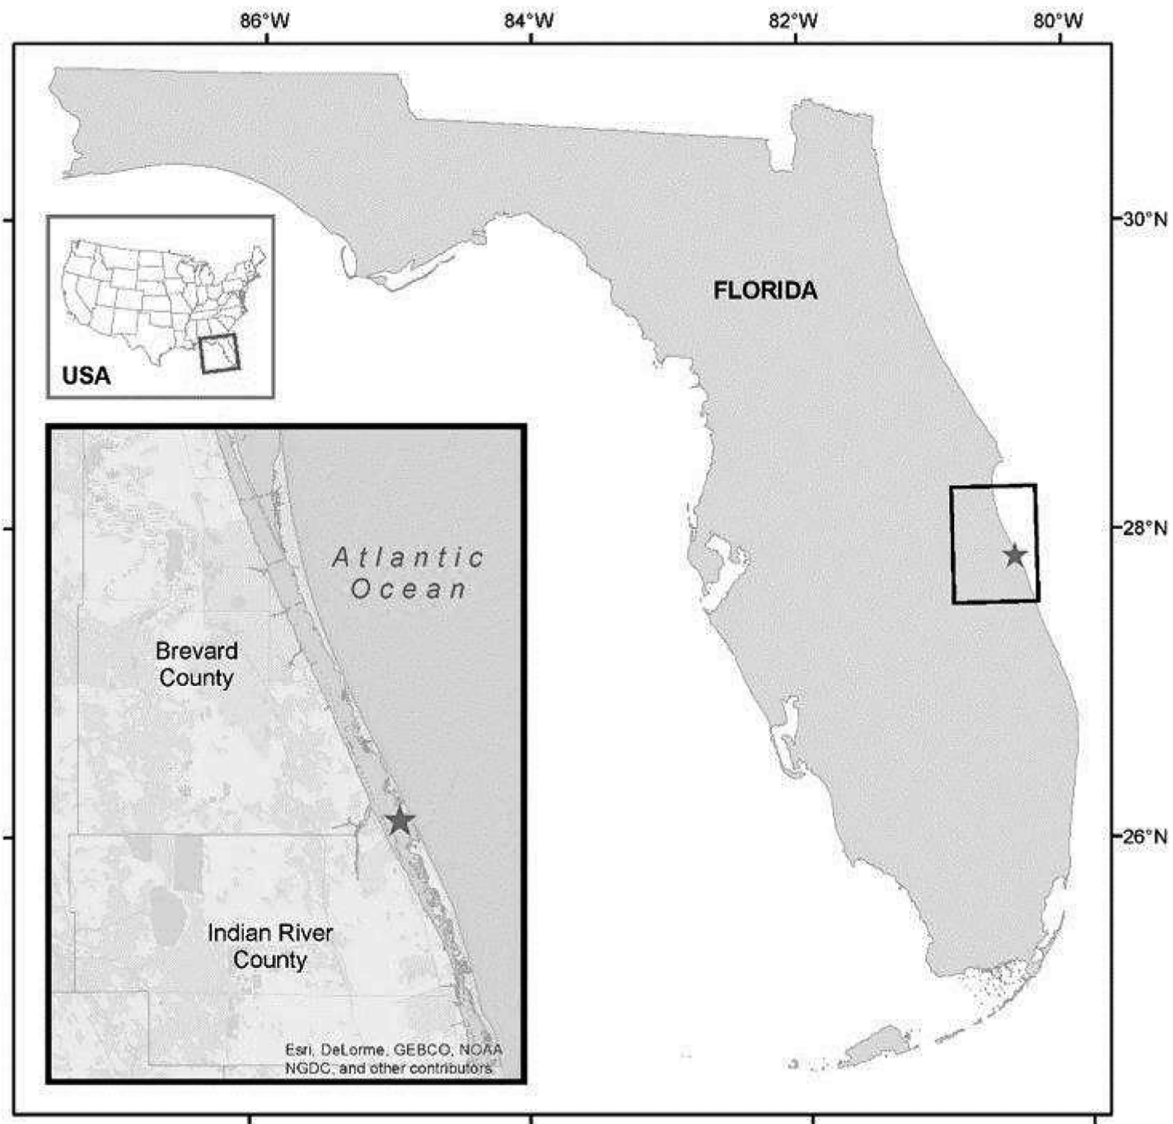 86°W
84°W
82°W
80°W
30°N
FLORIDA
USA
Atlantic
Ocean
28°N
Brevard
County
26°N
Indian River
County
Esri, DeLorme, GEBCO, NOAA
NGDC, and other contributors